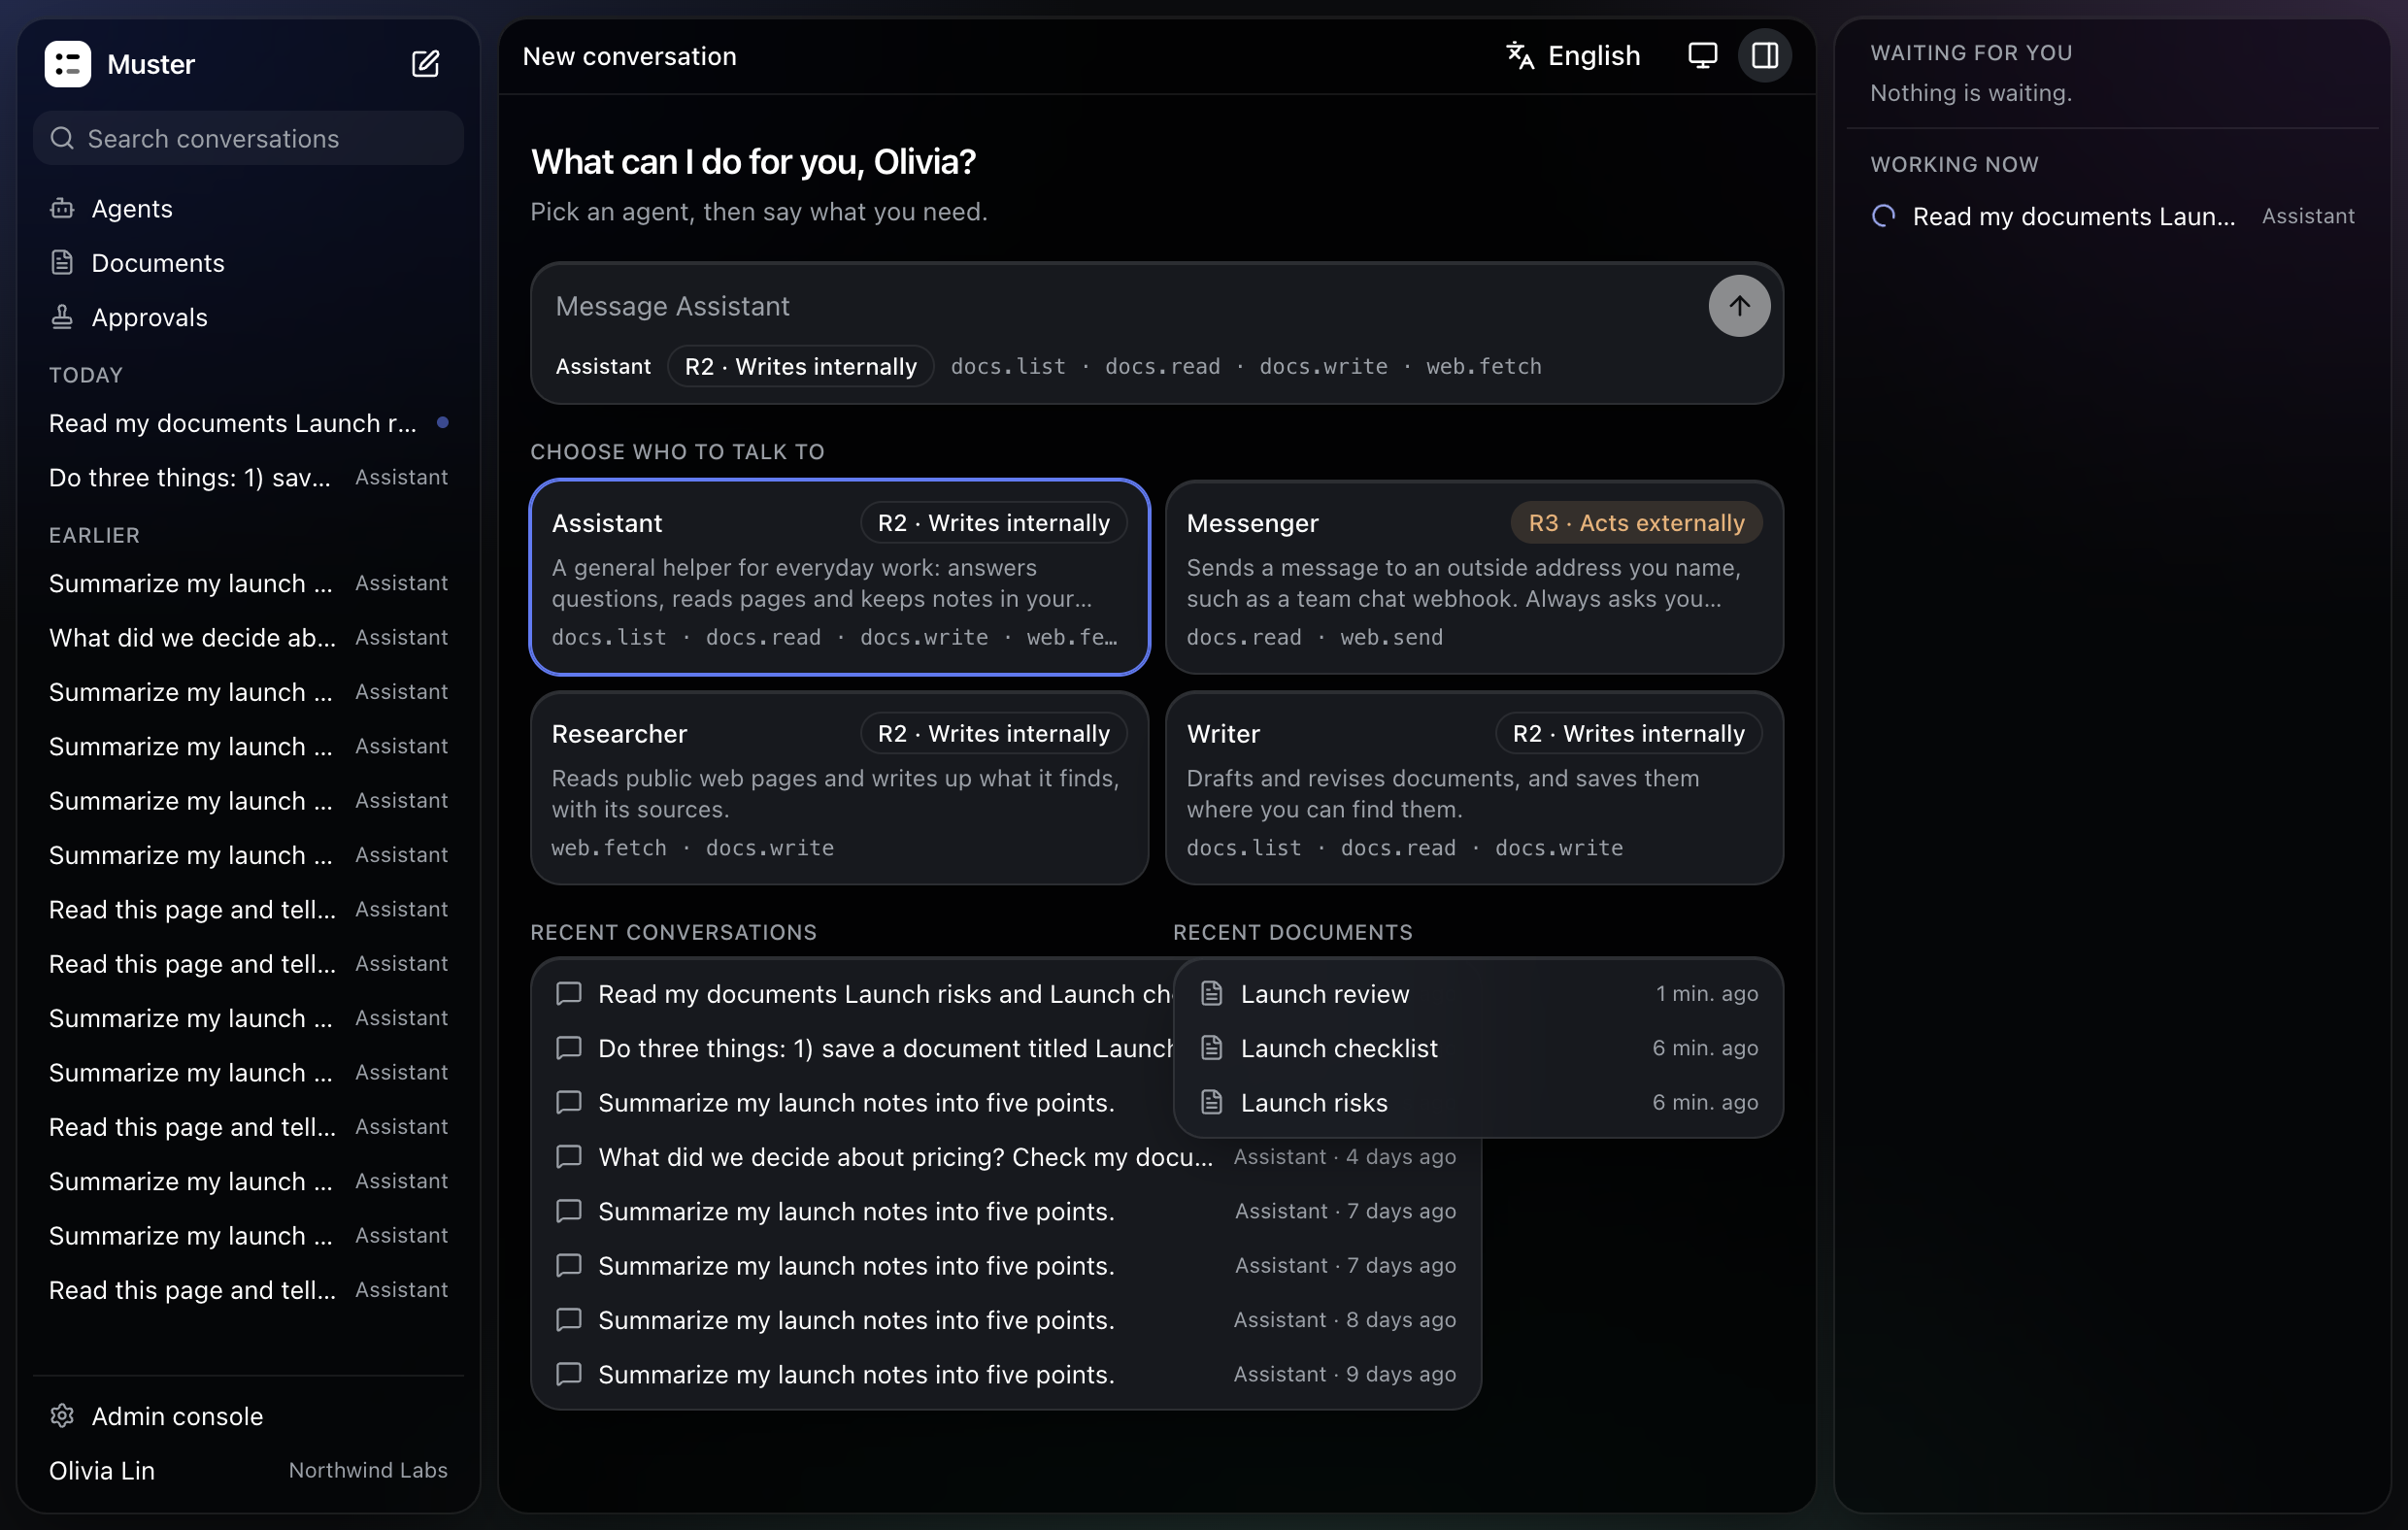 Muster
Search conversations
Agents
Documents
Approvals
TODAY
Read my documents Launch r...
Do three things: 1) sav... Assistant
EARLIER
Summarize my launch ... Assistant
What did we decide ab... Assistant
Summarize my launch ... Assistant
Summarize my launch ... Assistant
Summarize my launch ... Assistant
Summarize my launch ... Assistant
Read this page and tell... Assistant
Read this page and tell... Assistant
Summarize my launch ... Assistant
Summarize my launch ... Assistant
Read this page and tell... Assistant
Summarize my launch ... Assistant
Summarize my launch ... Assistant
Read this page and tell... Assistant
Admin console
Olivia Lin Northwind Labs
New conversation
English
What can I do for you, Olivia?
Pick an agent, then say what you need.
Message Assistant
Assistant R2 · Writes internally docs.list · docs.read · docs.write · web.fetch
CHOOSE WHO TO TALK TO
Assistant R2 · Writes internally
A general helper for everyday work: answers
questions, reads pages and keeps notes in your...
docs.list · docs.read · docs.write · web.fe...
Messenger R3 · Acts externally
Sends a message to an outside address you name,
such as a team chat webhook. Always asks you...
docs.read · web.send
Researcher R2 · Writes internally
Reads public web pages and writes up what it finds,
with its sources.
web.fetch · docs.write
Writer R2 · Writes internally
Drafts and revises documents, and saves them
where you can find them.
docs.list · docs.read · docs.write
RECENT CONVERSATIONS
Read my documents Launch risks and Launch
Do three things: 1) save a document titled Launch
Summarize my launch notes into five points.
What did we decide about pricing? Check my docu... Assistant · 4 days ago
Summarize my launch notes into five points. Assistant · 7 days ago
Summarize my launch notes into five points. Assistant · 7 days ago
Summarize my launch notes into five points. Assistant · 8 days ago
Summarize my launch notes into five points. Assistant · 9 days ago
RECENT DOCUMENTS
Launch review 1 min. ago
Launch checklist 6 min. ago
Launch risks 6 min. ago
WAITING FOR YOU
Nothing is waiting.
WORKING NOW
Read my documents Laun... Assistant